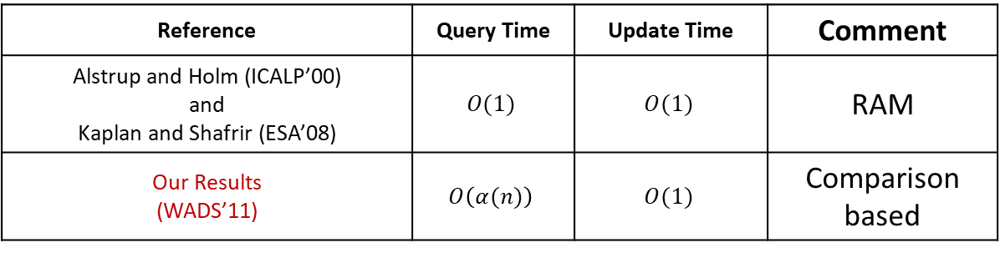 Reference
Query Time
Update Time
Comment
Alstrup and Holm (ICALP’00)
and
Kaplan and Shafrir (ESA’08)
O(1)
O(1)
RAM
Our Results
(WADS’11)
O(α(n))
O(1)
Comparison
based